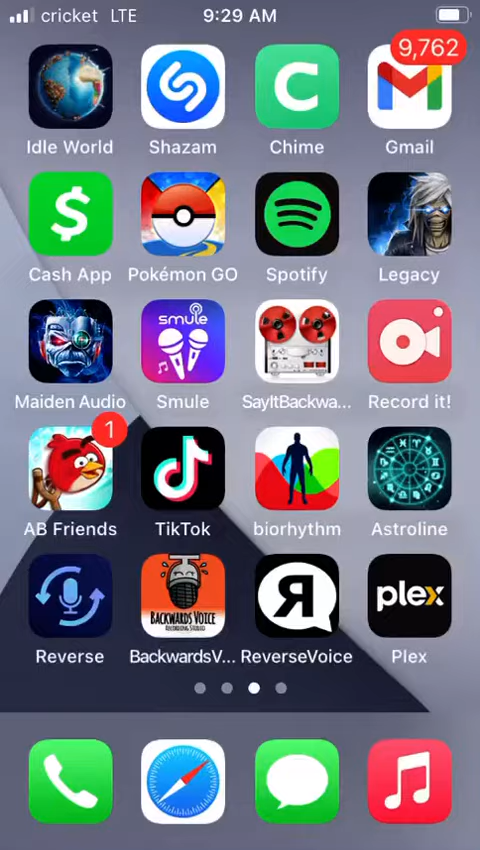 cricket LTE 9:29 AM
9,762
Idle World Shazam Chime Gmail
Cash App Pokémon GO Spotify Legacy
smule
Maiden Audio Smule SayItBackwa... Record it!
1
AB Friends TikTok biorhythm Astroline
BACKWARDS VOICE
RECORDING STUDIO
plex
Reverse BackwardsV... ReverseVoice Plex